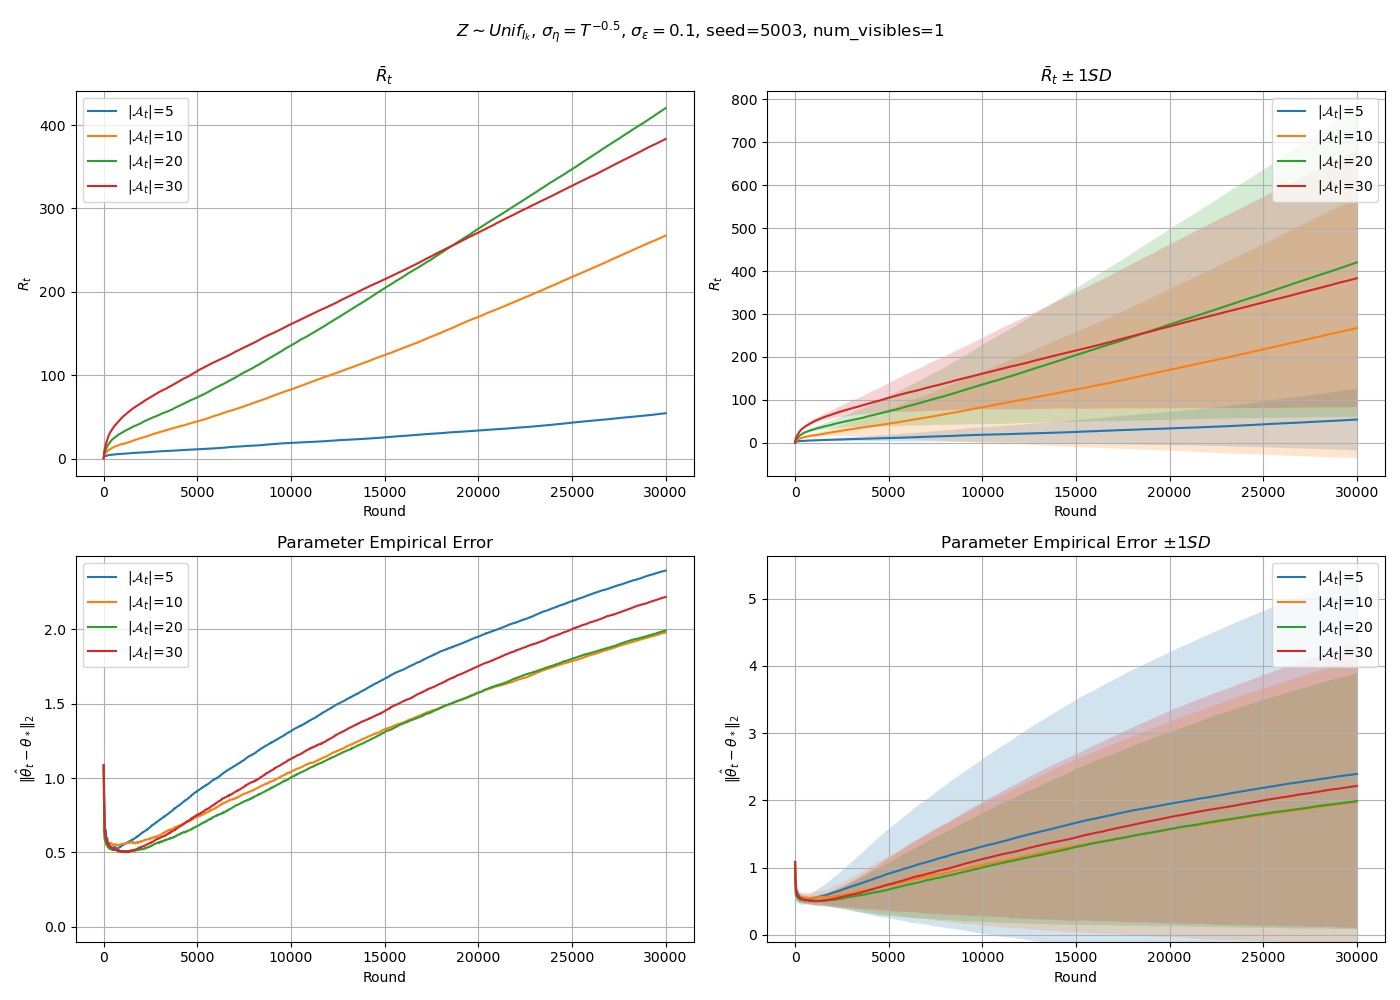 Z ∼ Unif_{I_k}, σ_η = T^{−0.5}, σ_ε = 0.1, seed=5003, num_visibles=1
R̄_t
|𝒜_t|=5
|𝒜_t|=10
|𝒜_t|=20
|𝒜_t|=30
R_t
400
300
200
100
0
0 5000 10000 15000 20000 25000 30000
Round
R̄_t ± 1SD
|𝒜_t|=5
|𝒜_t|=10
|𝒜_t|=20
|𝒜_t|=30
R_t
800
700
600
500
400
300
200
100
0
0 5000 10000 15000 20000 25000 30000
Round
Parameter Empirical Error
|𝒜_t|=5
|𝒜_t|=10
|𝒜_t|=20
|𝒜_t|=30
‖θ̂_t − θ_*‖_2
2.0
1.5
1.0
0.5
0.0
0 5000 10000 15000 20000 25000 30000
Round
Parameter Empirical Error ±1SD
|𝒜_t|=5
|𝒜_t|=10
|𝒜_t|=20
|𝒜_t|=30
‖θ̂_t − θ_*‖_2
5
4
3
2
1
0
0 5000 10000 15000 20000 25000 30000
Round